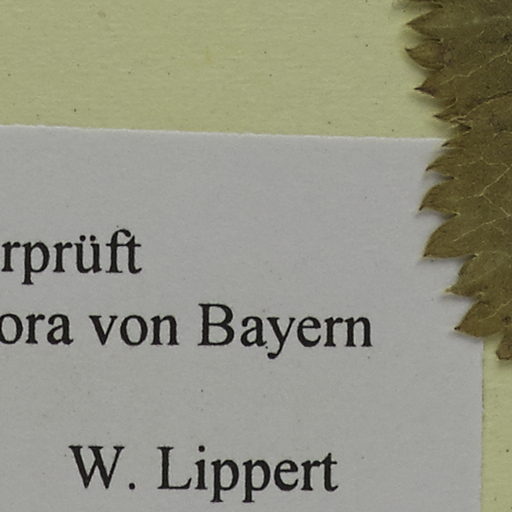 rprüft
ora von Bayern
W. Lippert